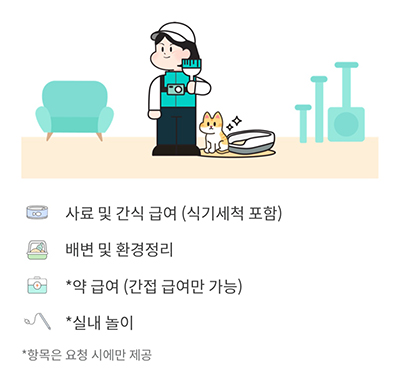 사료 및 간식 급여 (식기세척 포함)
배변 및 환경정리
*약 급여 (간접 급여만 가능)
*실내 놀이
*항목은 요청 시에만 제공